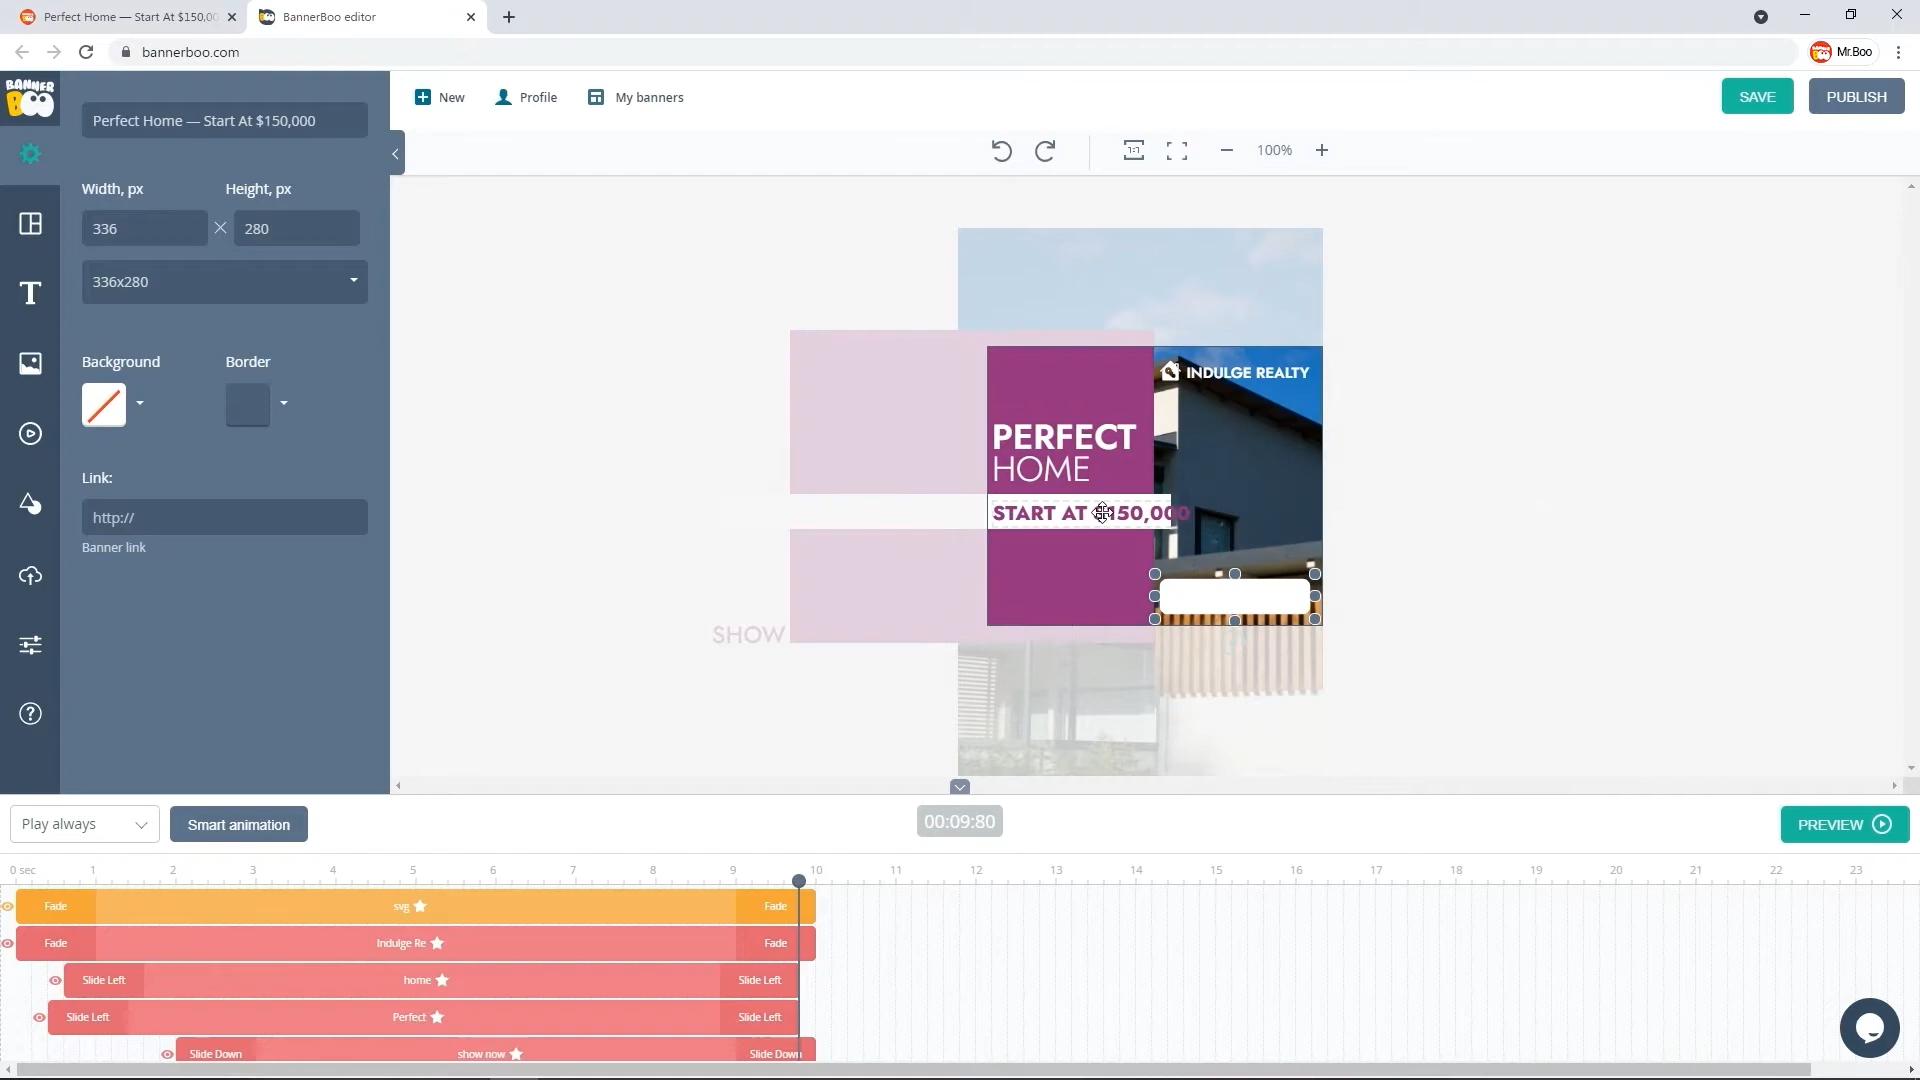 Perfect Home — Start At $150,00
BannerBoo editor
bannerboo.com
Mr.Boo
BANNER
BOO
Perfect Home — Start At $150,000
New
Profile
My banners
SAVE
PUBLISH
1:1
100%
Width, px
Height, px
336
280
336x280
Background
Border
Link:
http://
Banner link
INDULGE REALTY
PERFECT
HOME
START AT $150,000
SHOW
Play always
Smart animation
00:09:80
PREVIEW
0 sec 1 2 3 4 5 6 7 8 9 10 11 12 13 14 15 16 17 18 19 20 21 22 23
Fade svg Fade
Fade Indulge Re Fade
Slide Left home Slide Left
Slide Left Perfect Slide Left
Slide Down show now Slide Down